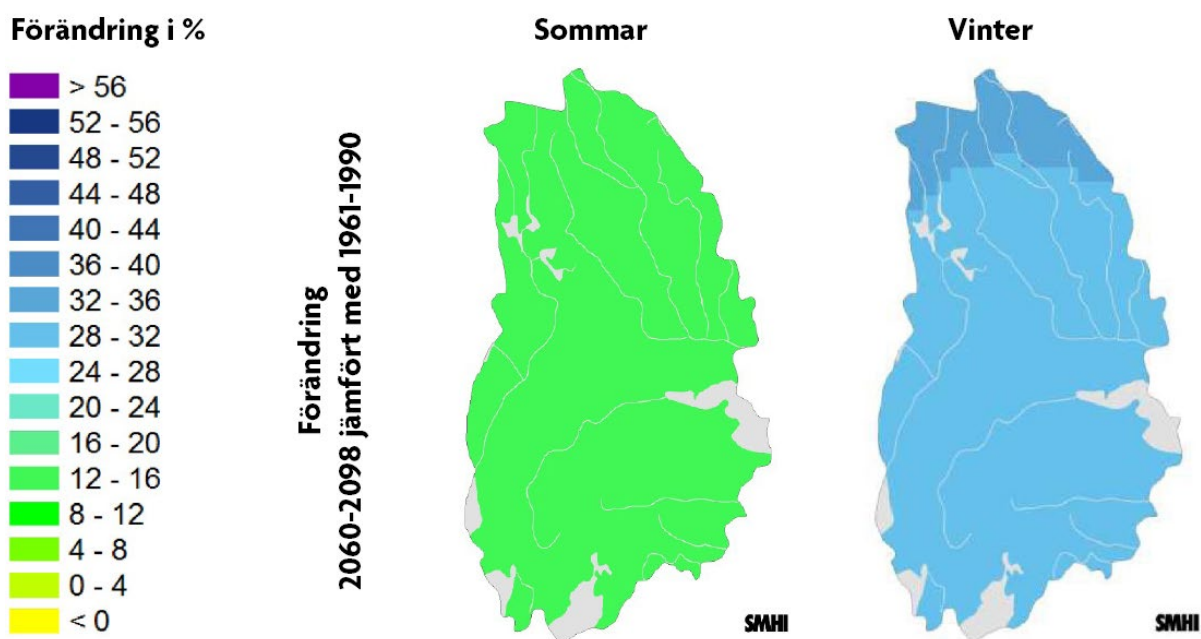 Förändring i %
> 56
52 - 56
48 - 52
44 - 48
40 - 44
36 - 40
32 - 36
28 - 32
24 - 28
20 - 24
16 - 20
12 - 16
8 - 12
4 - 8
0 - 4
< 0
Förändring
2060-2098 jämfört med 1961-1990
Sommar
SMHI
Vinter
SMHI